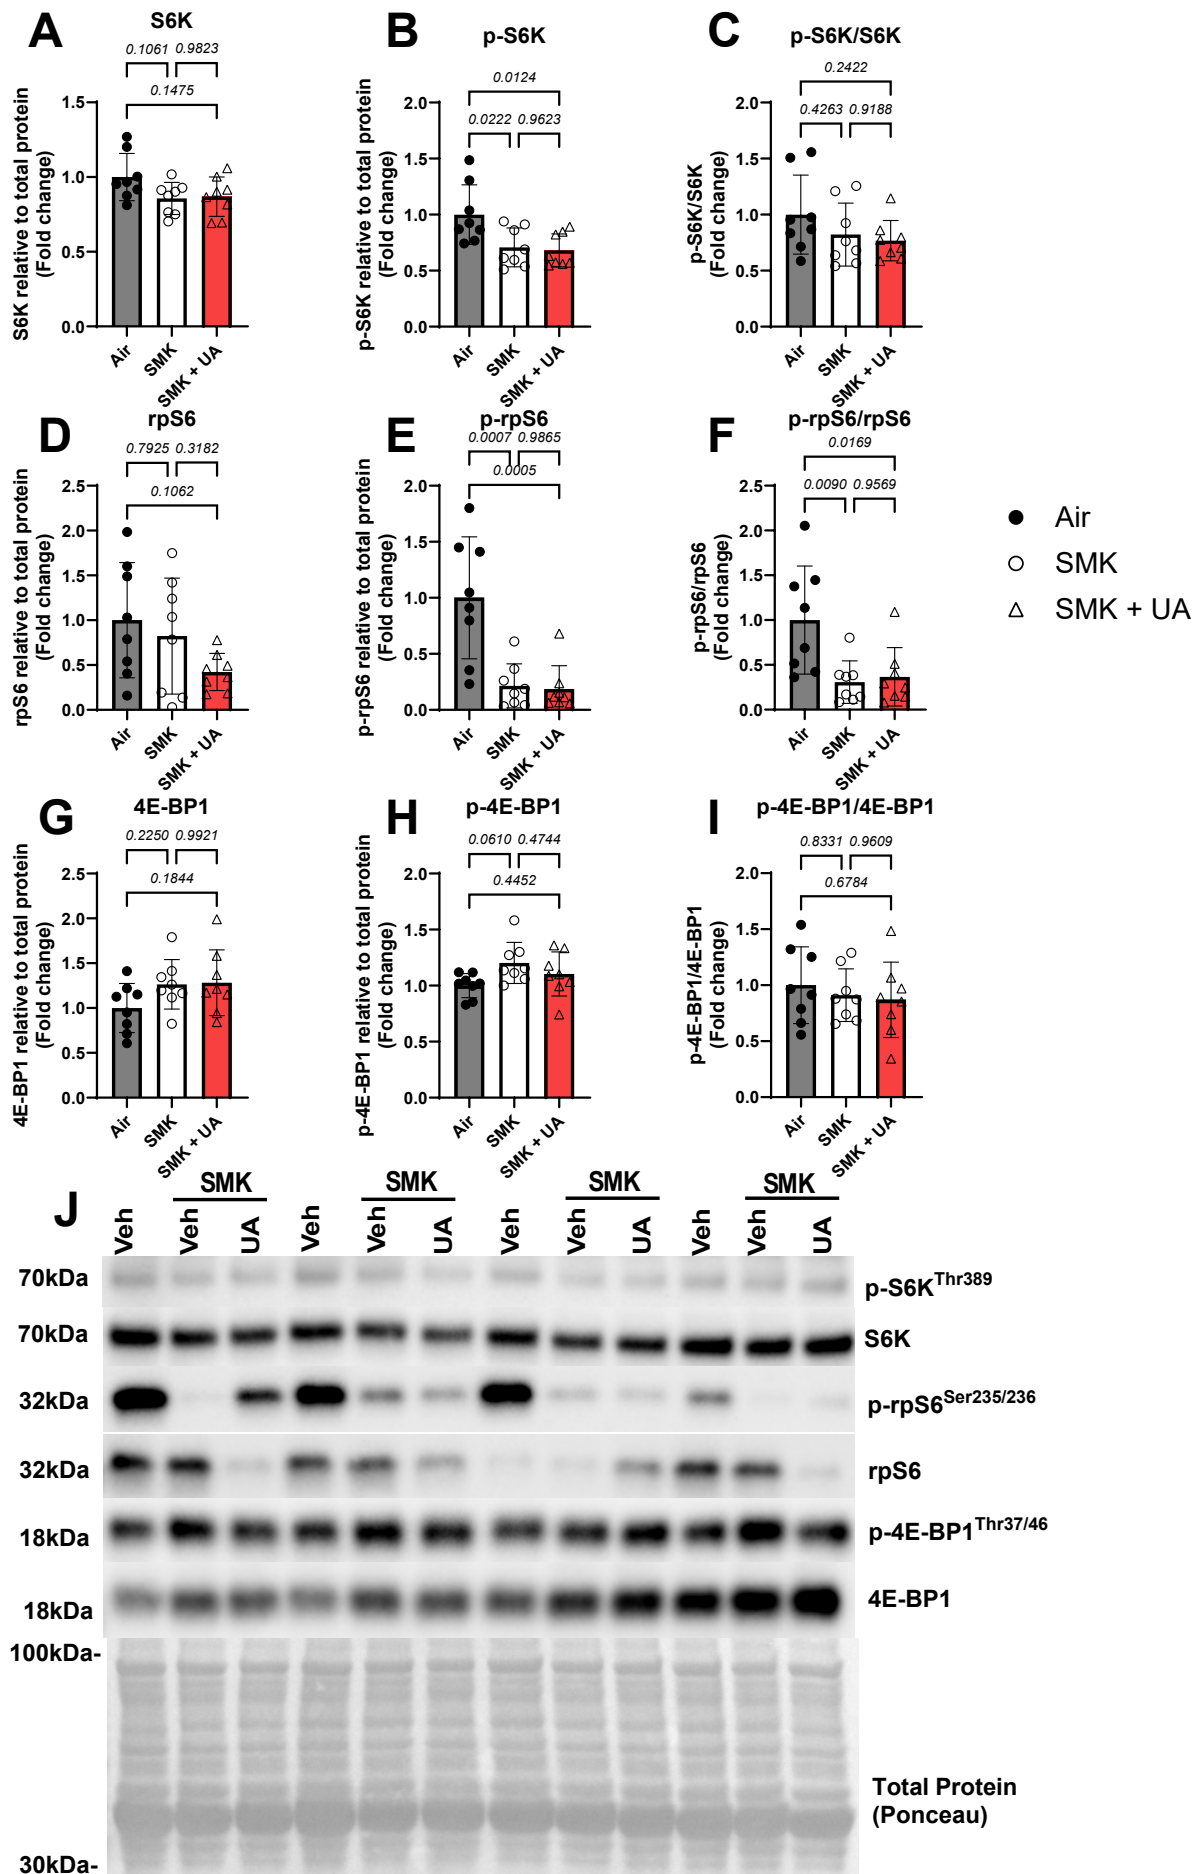 A
S6K
0.1061 0.9823
0.1475
S6K relative to total protein
(Fold change)
1.5
1.0
0.5
0.0
Air
SMK
SMK + UA
B
p-S6K
0.0124
0.0222 0.9623
p-S6K relative to total protein
(Fold change)
2.0
1.5
1.0
0.5
0.0
Air
SMK
SMK + UA
C
p-S6K/S6K
0.2422
0.4263 0.9188
p-S6K/S6K
(Fold change)
2.0
1.5
1.0
0.5
0.0
Air
SMK
SMK + UA
D
rpS6
0.7925 0.3182
0.1062
rpS6 relative to total protein
(Fold change)
2.5
2.0
1.5
1.0
0.5
0.0
Air
SMK
SMK + UA
E
p-rpS6
0.0007 0.9865
0.0005
p-rpS6 relative to total protein
(Fold change)
2.0
1.5
1.0
0.5
0.0
Air
SMK
SMK + UA
F
p-rpS6/rpS6
0.0169
0.0090 0.9569
p-rpS6/rpS6
(Fold change)
2.5
2.0
1.5
1.0
0.5
0.0
Air
SMK
SMK + UA
Air
SMK
SMK + UA
G
4E-BP1
0.2250 0.9921
0.1844
4E-BP1 relative to total protein
(Fold change)
2.5
2.0
1.5
1.0
0.5
0.0
Air
SMK
SMK + UA
H
p-4E-BP1
0.0610 0.4744
0.4452
p-4E-BP1 relative to total protein
(Fold change)
2.0
1.5
1.0
0.5
0.0
Air
SMK
SMK + UA
I
p-4E-BP1/4E-BP1
0.8331 0.9609
0.6784
p-4E-BP1/4E-BP1
(Fold change)
2.0
1.5
1.0
0.5
0.0
Air
SMK
SMK + UA
J
SMK SMK SMK SMK
Veh Veh UA Veh Veh UA Veh Veh UA Veh Veh UA
70kDa p-S6KThr389
70kDa S6K
32kDa p-rpS6Ser235/236
32kDa rpS6
18kDa p-4E-BP1Thr37/46
18kDa 4E-BP1
100kDa-
Total Protein
(Ponceau)
30kDa-